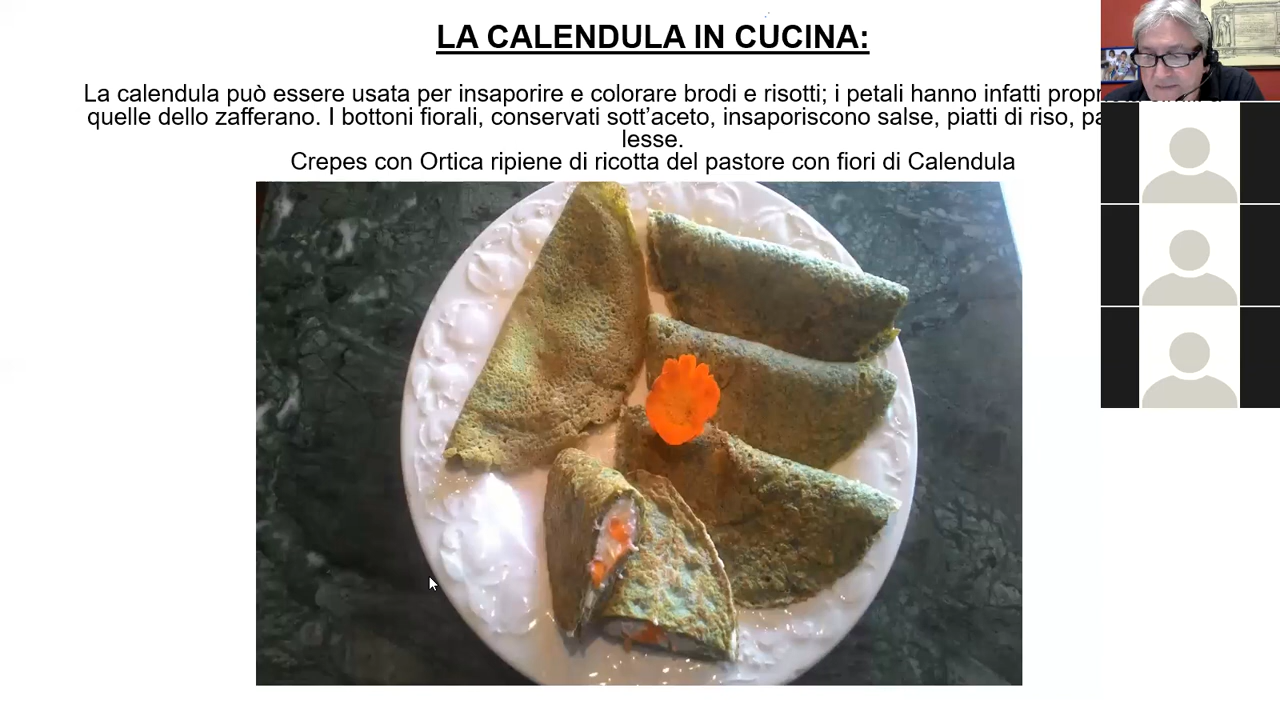 LA CALENDULA IN CUCINA:
La calendula può essere usata per insaporire e colorare brodi e risotti; i petali hanno infatti
quelle dello zafferano. I bottoni fiorali, conservati sott'aceto, insaporiscono salse, piatti di riso,
lesse.
Crepes con Ortica ripiene di ricotta del pastore con fiori di Calendula